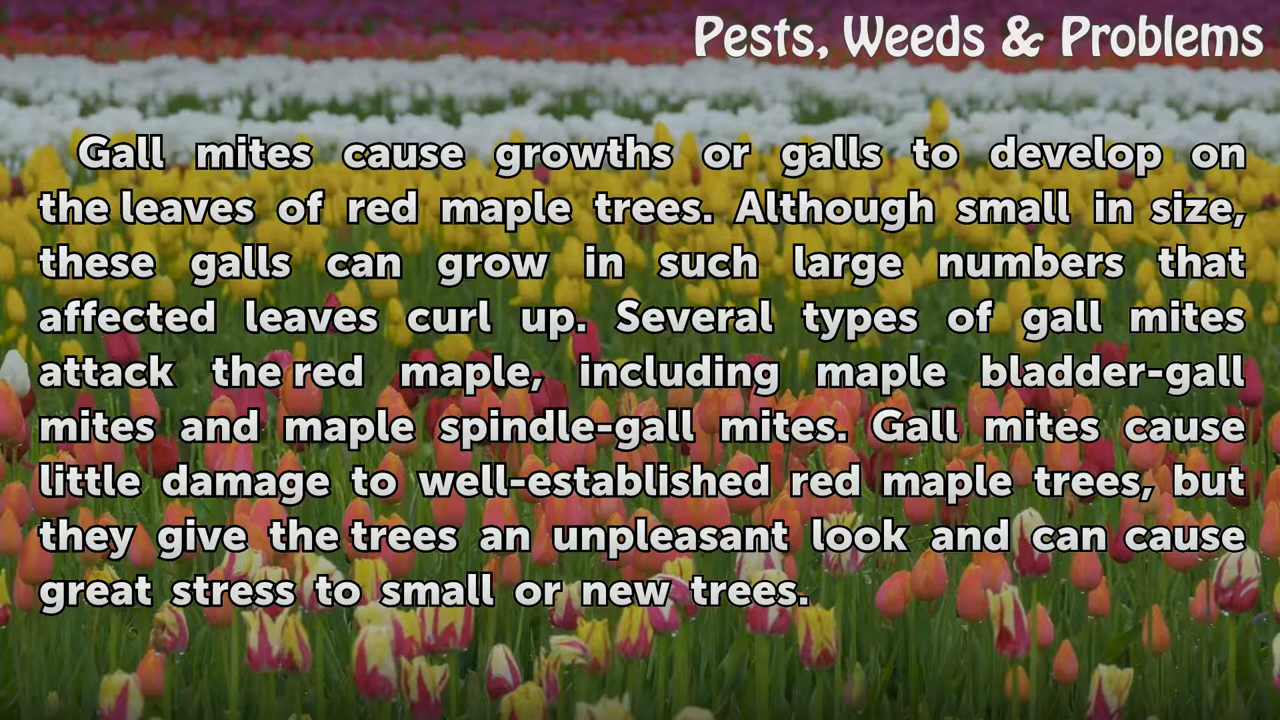 Pests, Weeds & Problems
Gall mites cause growths or galls to develop on
the leaves of red maple trees. Although small in size,
these galls can grow in such large numbers that
affected leaves curl up. Several types of gall mites
attack the red maple, including maple bladder-gall
mites and maple spindle-gall mites. Gall mites cause
little damage to well-established red maple trees, but
they give the trees an unpleasant look and can cause
great stress to small or new trees.